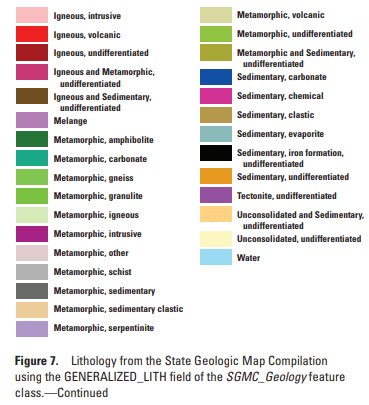 Igneous, intrusive
Igneous, volcanic
Igneous, undifferentiated
Igneous and Metamorphic,
undifferentiated
Igneous and Sedimentary,
undifferentiated
Melange
Metamorphic, amphibolite
Metamorphic, carbonate
Metamorphic, gneiss
Metamorphic, granulite
Metamorphic, igneous
Metamorphic, intrusive
Metamorphic, other
Metamorphic, schist
Metamorphic, sedimentary
Metamorphic, sedimentary clastic
Metamorphic, serpentinite
Metamorphic, volcanic
Metamorphic, undifferentiated
Metamorphic and Sedimentary,
undifferentiated
Sedimentary, carbonate
Sedimentary, chemical
Sedimentary, clastic
Sedimentary, evaporite
Sedimentary, iron formation,
undifferentiated
Sedimentary, undifferentiated
Tectonite, undifferentiated
Unconsolidated and Sedimentary,
undifferentiated
Unconsolidated, undifferentiated
Water
Figure 7. Lithology from the State Geologic Map Compilation
using the GENERALIZED_LITH field of the SGMC_Geology feature
class.—Continued